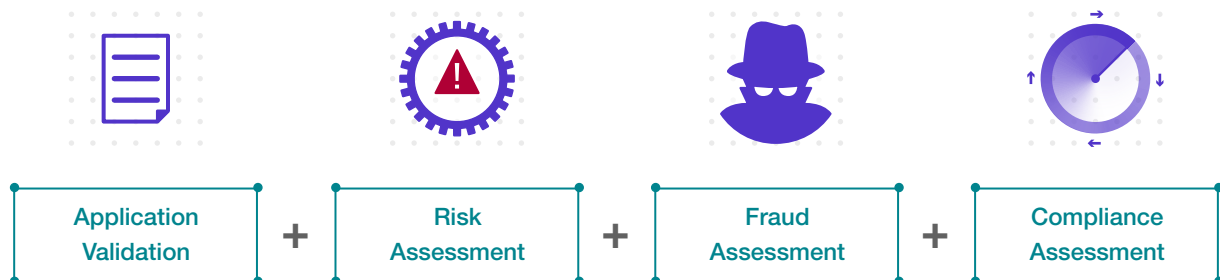 Application
Validation
+
Risk
Assessment
+
Fraud
Assessment
+
Compliance
Assessment